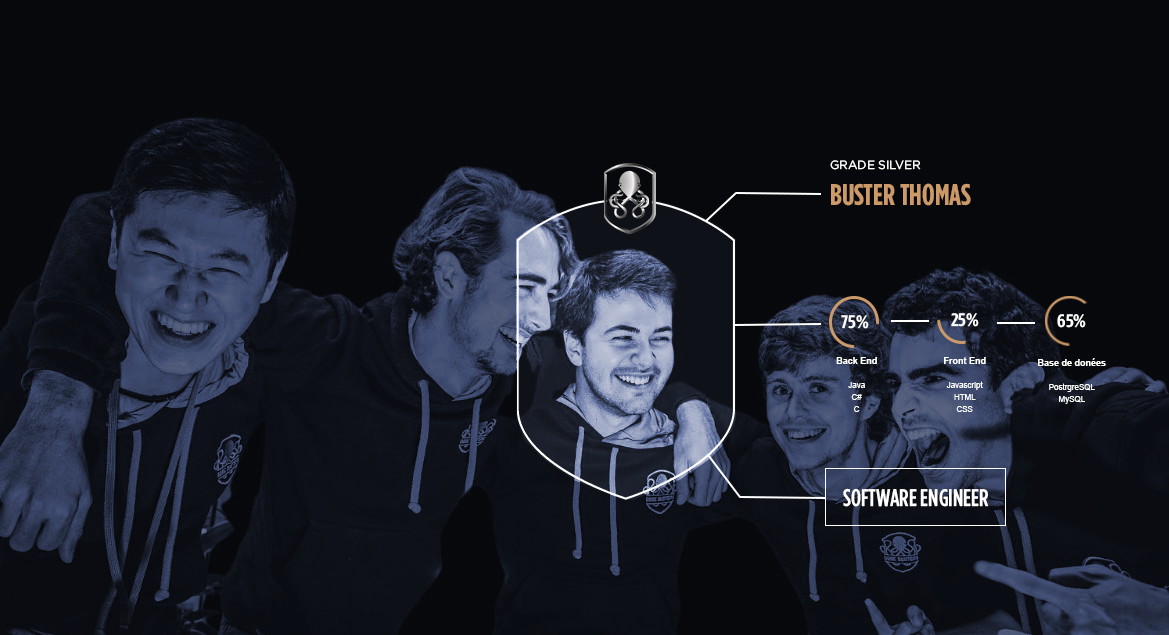 GRADE SILVER
BUSTER THOMAS
75%
Back End
Java
C#
C
25%
Front End
Javascript
HTML
CSS
65%
Base de donées
PostrgreSQL
MySQL
SOFTWARE ENGINEER